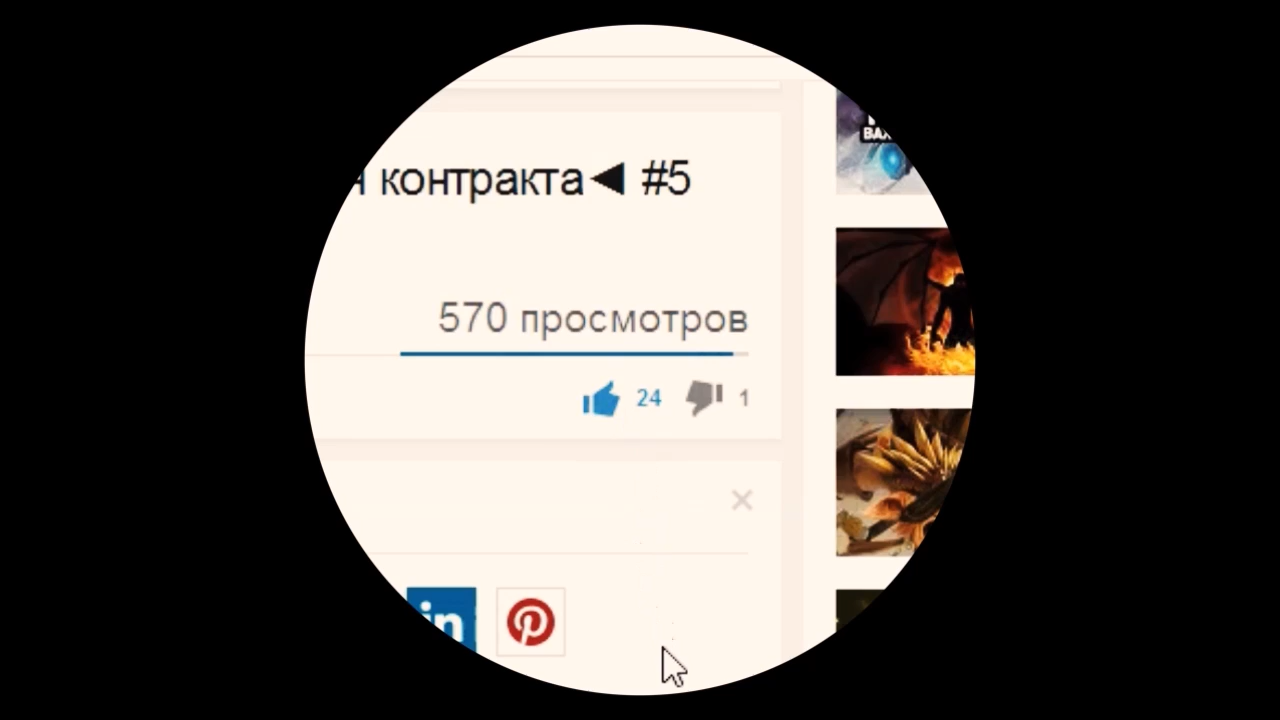 контракта◄ #5
570 просмотров
24 1
in